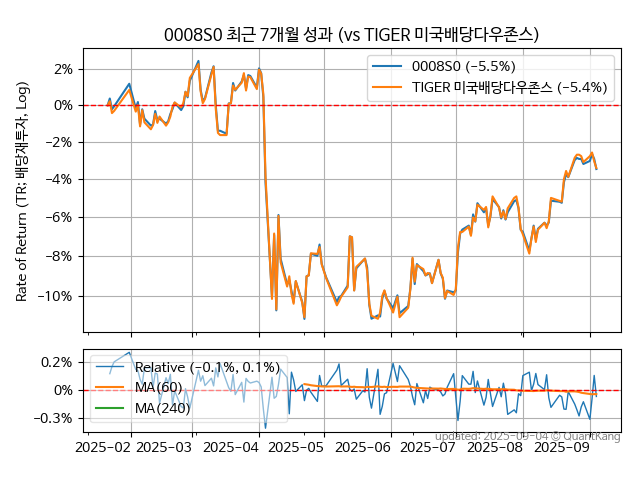 0008S0 최근 7개월 성과 (vs TIGER 미국배당다우존스)
Rate of Return (TR: 배당재투자, Log)
2%
0%
−2%
−4%
−6%
−8%
−10%
0008S0 (−5.5%)
TIGER 미국배당다우존스 (−5.4%)
0.2%
0%
−0.3%
Relative (−0.1%, 0.1%)
MA(60)
MA(240)
updated: 2025-09-04 © QuantKang
2025-02 2025-03 2025-04 2025-05 2025-06 2025-07 2025-08 2025-09